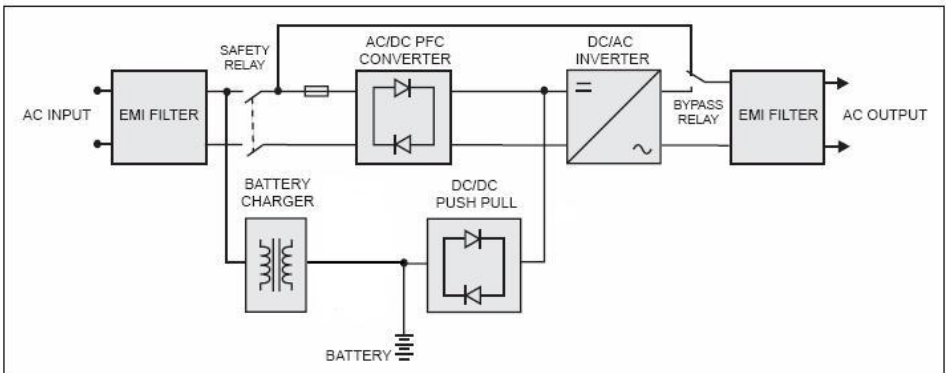 SAFETY
RELAY
AC/DC PFC
CONVERTER
DC/AC
INVERTER
AC INPUT
EMI FILTER
BYPASS
RELAY
EMI FILTER
AC OUTPUT
BATTERY
CHARGER
DC/DC
PUSH PULL
BATTERY